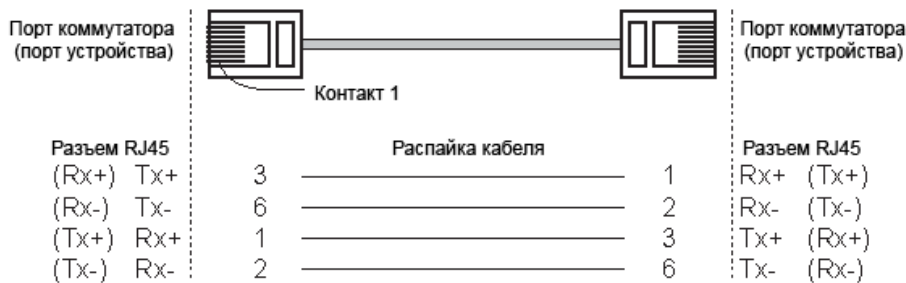 Порт коммутатора
(порт устройства)
Порт коммутатора
(порт устройства)
Контакт 1
Разъем RJ45 Распайка кабеля Разъем RJ45
(Rx+) Tx+ 3 1 Rx+ (Tx+)
(Rx-) Tx- 6 2 Rx- (Tx-)
(Tx+) Rx+ 1 3 Tx+ (Rx+)
(Tx-) Rx- 2 6 Tx- (Rx-)